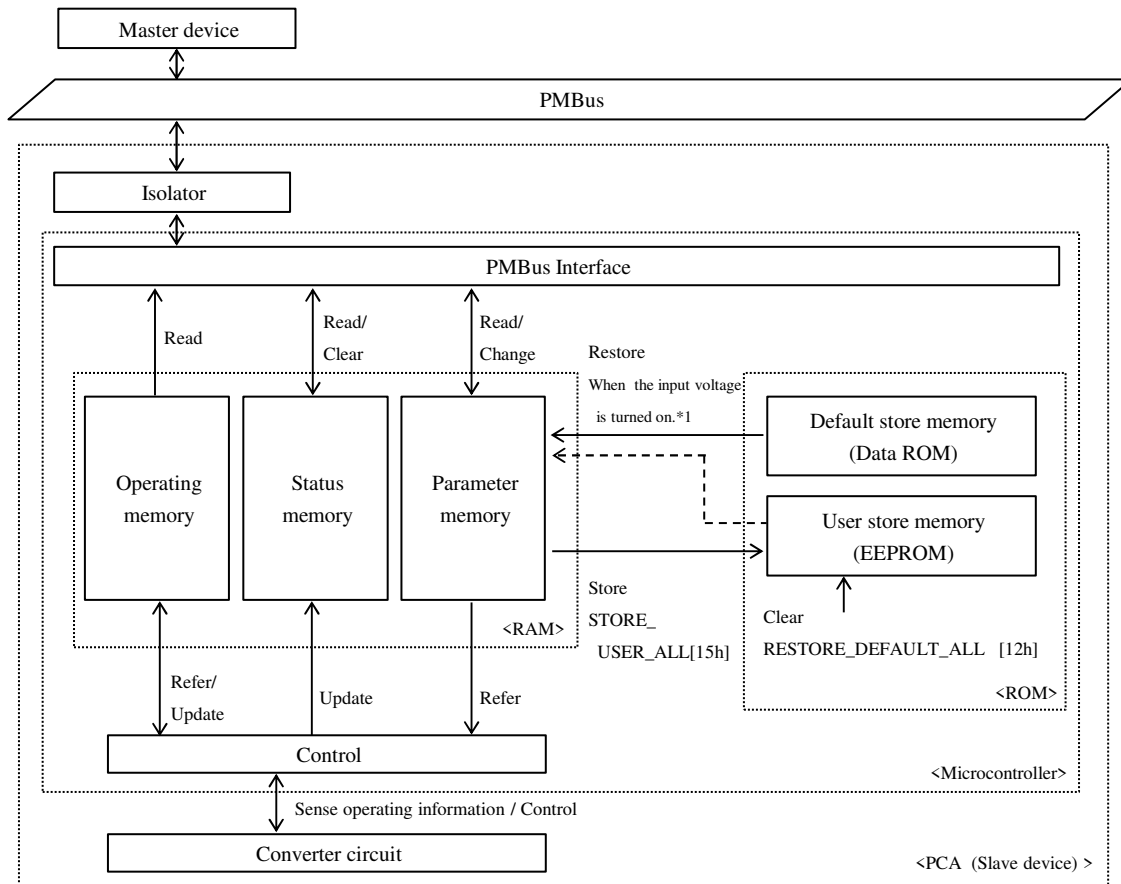 Master device
PMBus
Isolator
PMBus Interface
Read
Read/
Clear
Read/
Change
Restore
When the input voltage
is turned on.*1
Operating
memory
Status
memory
Parameter
memory
Default store memory
(Data ROM)
User store memory
(EEPROM)
<RAM>
Store
STORE_
USER_ALL[15h]
Clear
RESTORE_DEFAULT_ALL [12h]
<ROM>
Refer/
Update
Update
Refer
Control
<Microcontroller>
Sense operating information / Control
Converter circuit
<PCA (Slave device) >